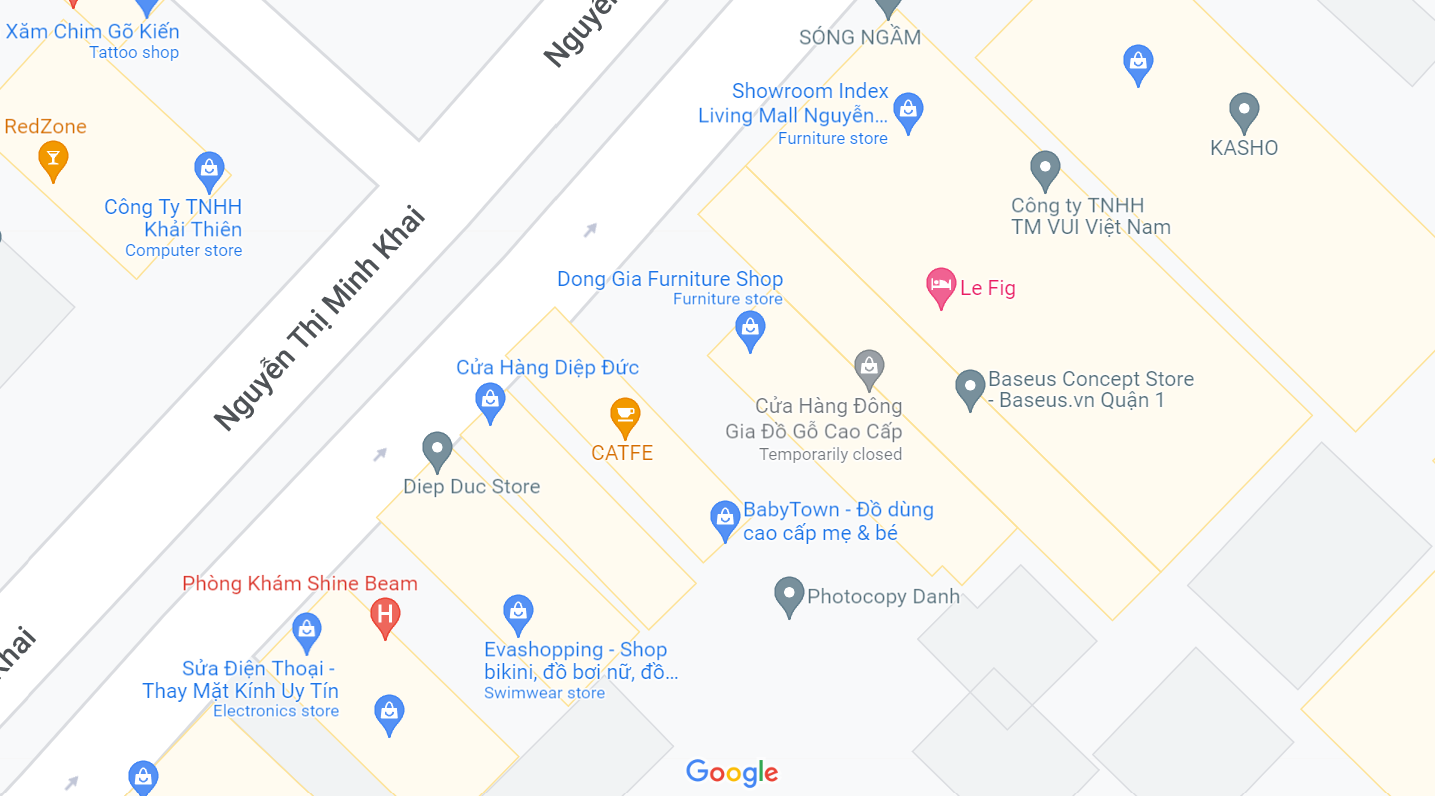 Xăm Chim Gõ Kiến
Tattoo shop
Nguyễn
SÓNG NGẦM
Showroom Index
Living Mall Nguyễn...
Furniture store
KASHO
RedZone
Công Ty TNHH
Khải Thiên
Computer store
Công ty TNHH
TM VUI Việt Nam
Nguyễn Thị Minh Khai
Dong Gia Furniture Shop
Furniture store
Le Fig
Cửa Hàng Diệp Đức
Baseus Concept Store
- Baseus.vn Quận 1
Cửa Hàng Đông
Gia Đồ Gỗ Cao Cấp
Temporarily closed
CATFE
Diep Duc Store
BabyTown - Đồ dùng
cao cấp mẹ & bé
Phòng Khám Shine Beam
Photocopy Danh
Khai
Sửa Điện Thoại -
Thay Mặt Kính Uy Tín
Electronics store
Evashopping - Shop
bikini, đồ bơi nữ, đồ...
Swimwear store
Google